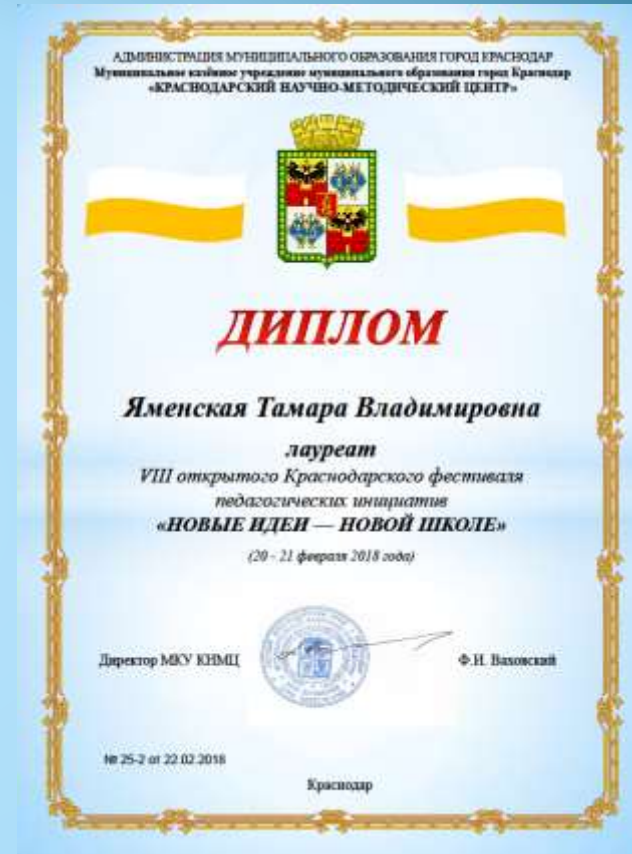 АДМИНИСТРАЦИЯ МУНИЦИПАЛЬНОГО ОБРАЗОВАНИЯ ГОРОД КРАСНОДАР
Муниципальное казённое учреждение муниципального образования город Краснодар
«КРАСНОДАРСКИЙ НАУЧНО-МЕТОДИЧЕСКИЙ ЦЕНТР»
ДИПЛОМ
Яменская Тамара Владимировна
лауреат
VIII открытого Краснодарского фестиваля
педагогических инициатив
«НОВЫЕ ИДЕИ — НОВОЙ ШКОЛЕ»
(20 - 21 февраля 2018 года)
Директор МКУ КНМЦ
Ф.И. Ваховский
№ 25-2 от 22.02.2018
Краснодар